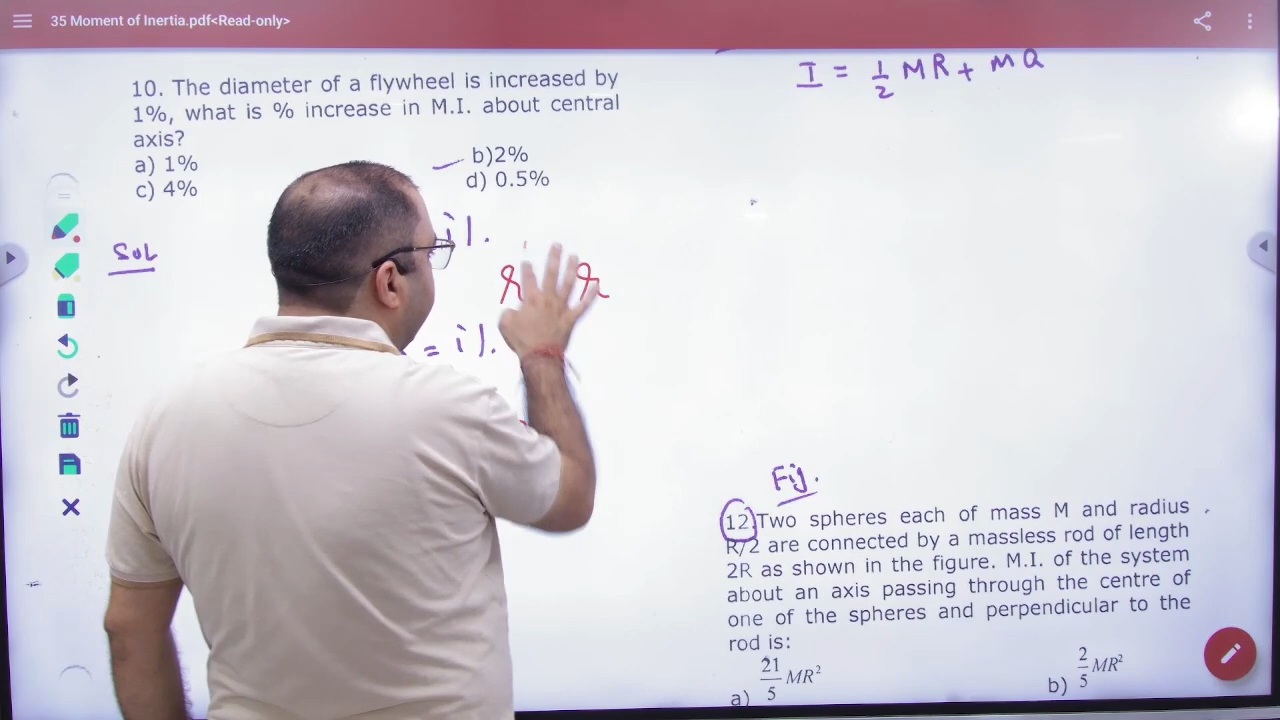 35 Moment of Inertia.pdf<Read-only>
10. The diameter of a flywheel is increased by
1%, what is % increase in M.I. about central
axis?
a) 1% b)2%
c) 4% d) 0.5%
Sol
= 1%.
I = 1/2 MR + MR
Fig.
12. Two spheres each of mass M and radius
R/2 are connected by a massless rod of length
2R as shown in the figure. M.I. of the system
about an axis passing through the centre of
one of the spheres and perpendicular to the
rod is:
a) 21/5 MR² b) 2/5 MR²